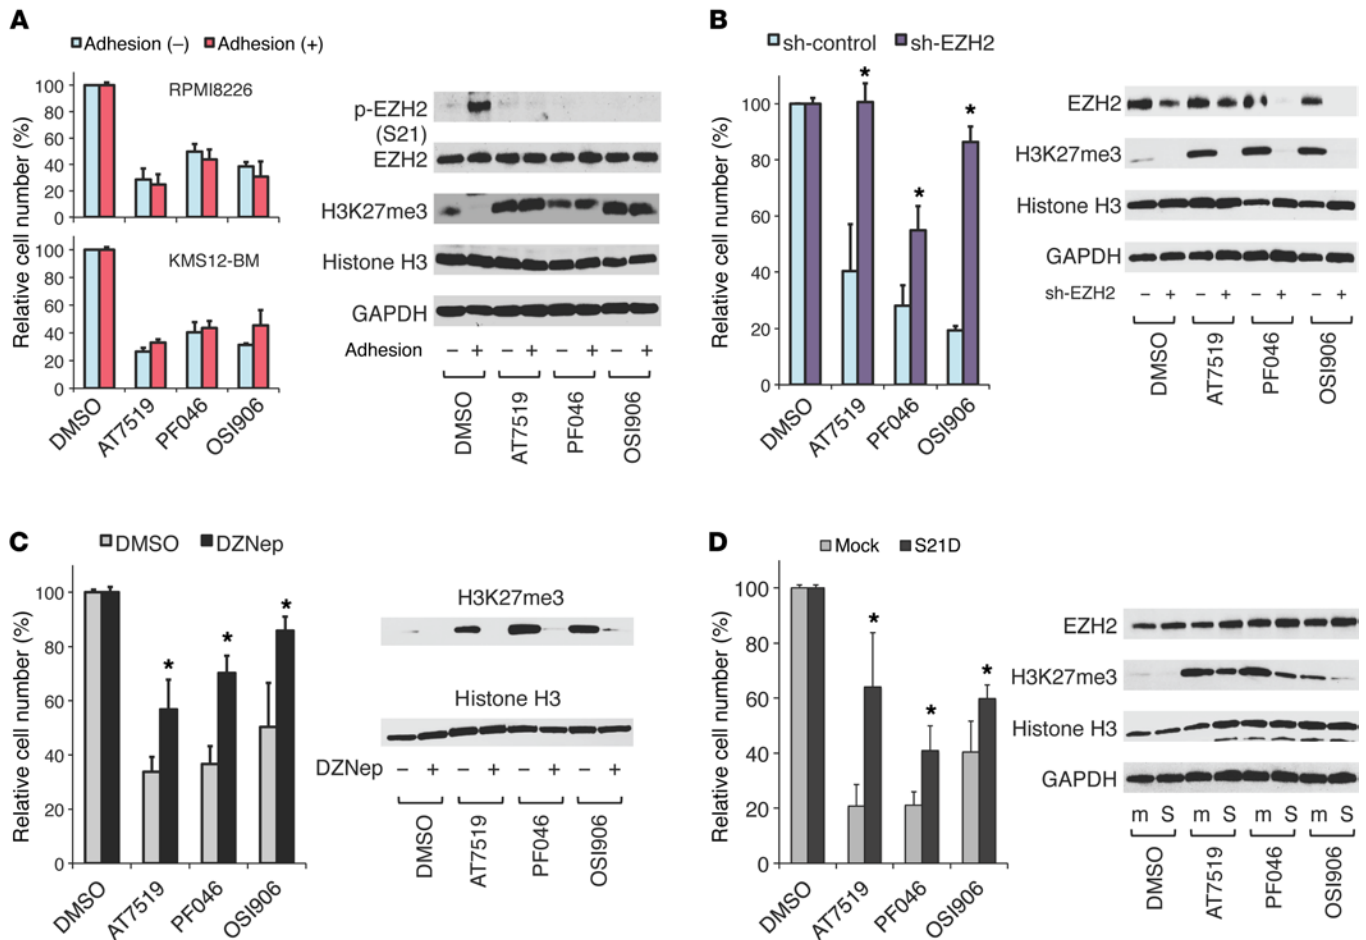 A
Adhesion (–) Adhesion (+)
Relative cell number (%)
100
80
60
40
20
0
RPMI8226
100
80
60
40
20
0
KMS12-BM
DMSO
AT7519
PF046
OSI906
p-EZH2
(S21)
EZH2
H3K27me3
Histone H3
GAPDH
Adhesion – + – + – + – +
DMSO
AT7519
PF046
OSI906
B
sh-control sh-EZH2
Relative cell number (%)
100
80
60
40
20
0
* * *
DMSO
AT7519
PF046
OSI906
EZH2
H3K27me3
Histone H3
GAPDH
sh-EZH2 – + – + – + – +
DMSO
AT7519
PF046
OSI906
C
DMSO DZNep
Relative cell number (%)
100
80
60
40
20
0
* * *
DMSO
AT7519
PF046
OSI906
H3K27me3
Histone H3
DZNep – + – + – + – +
DMSO
AT7519
PF046
OSI906
D
Mock S21D
Relative cell number (%)
100
80
60
40
20
0
* * *
DMSO
AT7519
PF046
OSI906
EZH2
H3K27me3
Histone H3
GAPDH
m S m S m S m S
DMSO
AT7519
PF046
OSI906